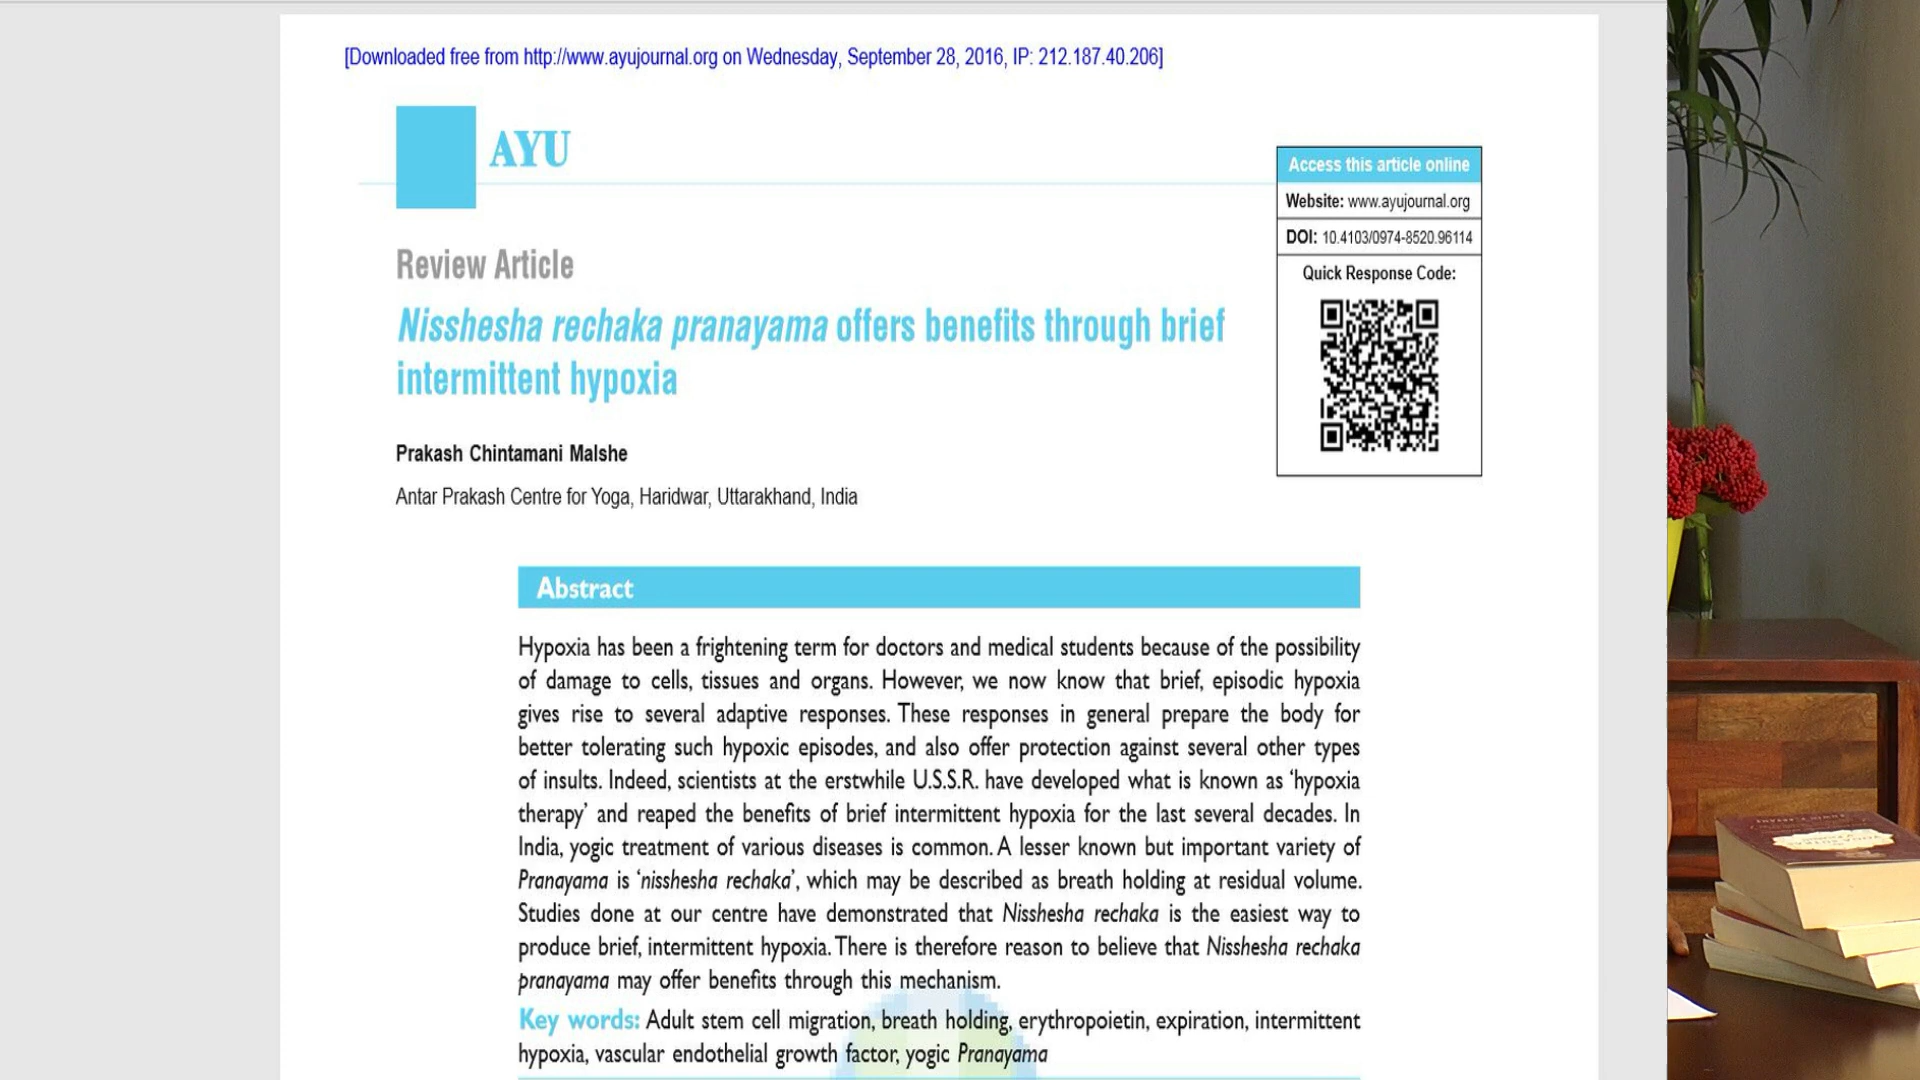 [Downloaded free from http://www.ayujournal.org on Wednesday, September 28, 2016, IP: 212.187.40.206]
AYU
Access this article online
Website: www.ayujournal.org
DOI: 10.4103/0974-8520.96114
Quick Response Code:
Review Article
Nisshesha rechaka pranayama offers benefits through brief
intermittent hypoxia
Prakash Chintamani Malshe
Antar Prakash Centre for Yoga, Haridwar, Uttarakhand, India
Abstract
Hypoxia has been a frightening term for doctors and medical students because of the possibility
of damage to cells, tissues and organs. However, we now know that brief, episodic hypoxia
gives rise to several adaptive responses. These responses in general prepare the body for
better tolerating such hypoxic episodes, and also offer protection against several other types
of insults. Indeed, scientists at the erstwhile U.S.S.R. have developed what is known as ‘hypoxia
therapy’ and reaped the benefits of brief intermittent hypoxia for the last several decades. In
India, yogic treatment of various diseases is common. A lesser known but important variety of
Pranayama is ‘nisshesha rechaka’, which may be described as breath holding at residual volume.
Studies done at our centre have demonstrated that Nisshesha rechaka is the easiest way to
produce brief, intermittent hypoxia. There is therefore reason to believe that Nisshesha rechaka
pranayama may offer benefits through this mechanism.
Key words: Adult stem cell migration, breath holding, erythropoietin, expiration, intermittent
hypoxia, vascular endothelial growth factor, yogic Pranayama